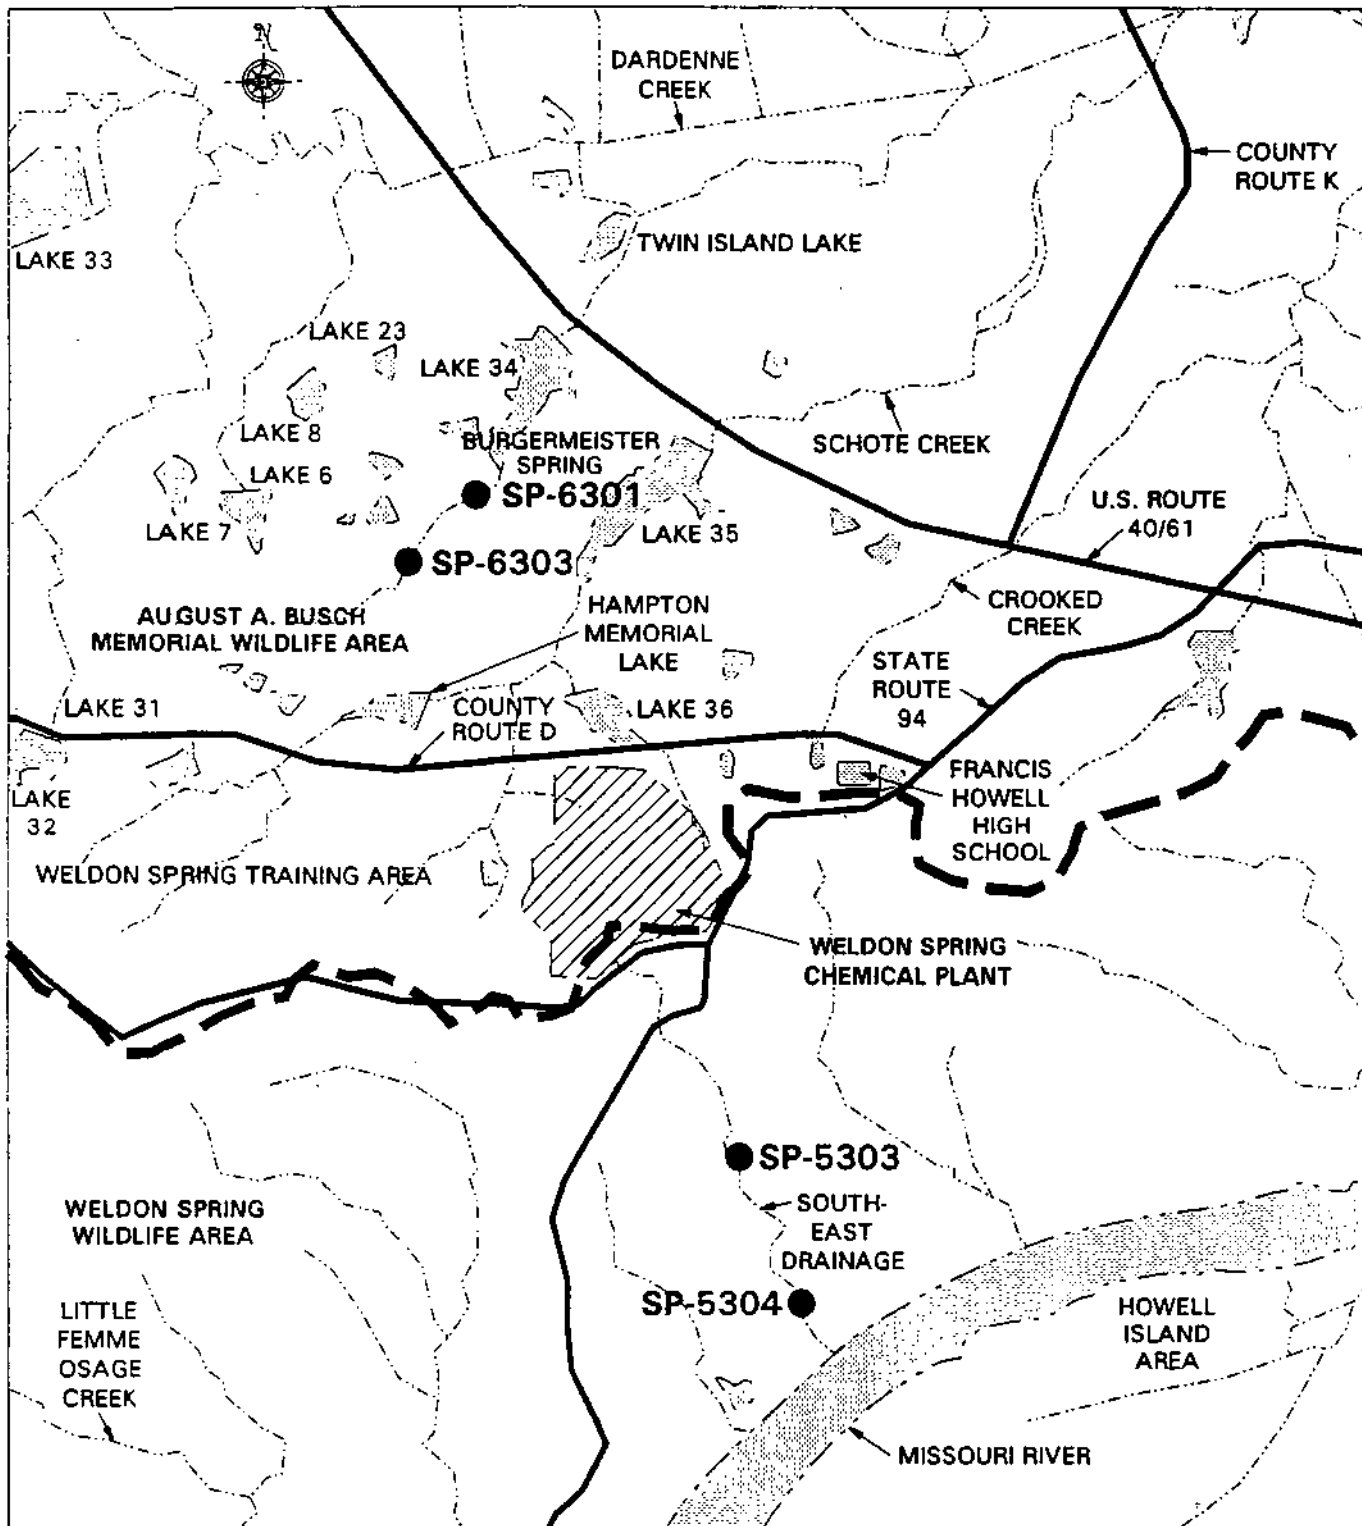 N
DARDENNE
CREEK
COUNTY
ROUTE K
TWIN ISLAND LAKE
LAKE 33
LAKE 23
LAKE 34
LAKE 8
BURGERMEISTER
SPRING
SCHOTE CREEK
LAKE 6
SP-6301
U.S. ROUTE
40/61
LAKE 7
LAKE 35
SP-6303
HAMPTON
MEMORIAL
LAKE
CROOKED
CREEK
AUGUST A. BUSCH
MEMORIAL WILDLIFE AREA
STATE
ROUTE
94
LAKE 31
COUNTY
ROUTE D
LAKE 36
LAKE
32
FRANCIS
HOWELL
HIGH
SCHOOL
WELDON SPRING TRAINING AREA
WELDON SPRING
CHEMICAL PLANT
SP-5303
WELDON SPRING
WILDLIFE AREA
SOUTH-
EAST
DRAINAGE
SP-5304
LITTLE
FEMME
OSAGE
CREEK
HOWELL
ISLAND
AREA
MISSOURI RIVER